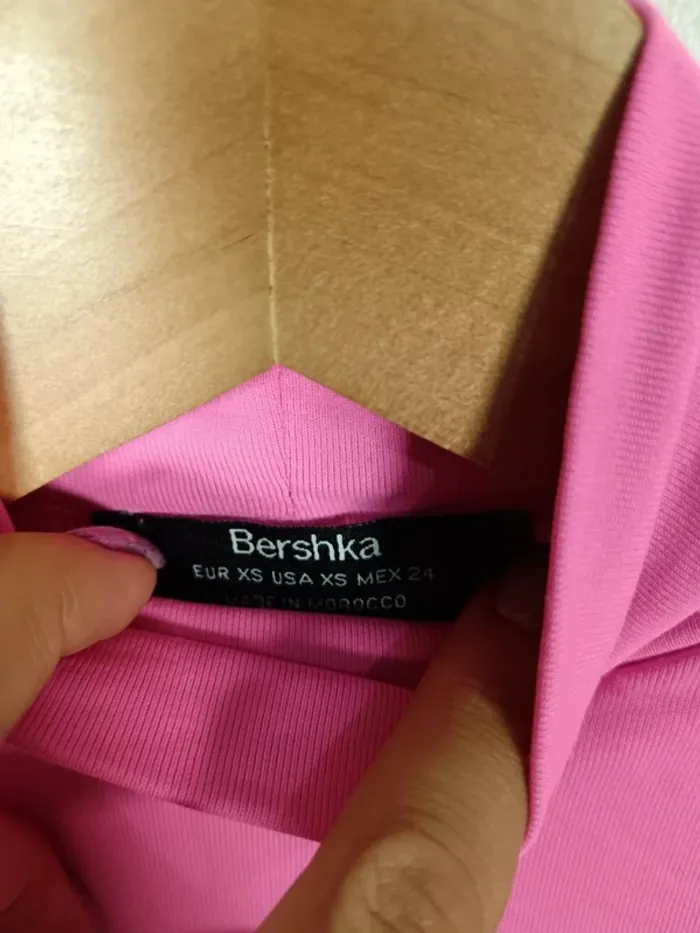 Bershka
EUR XS USA XS MEX 24
MADE IN MOROCCO